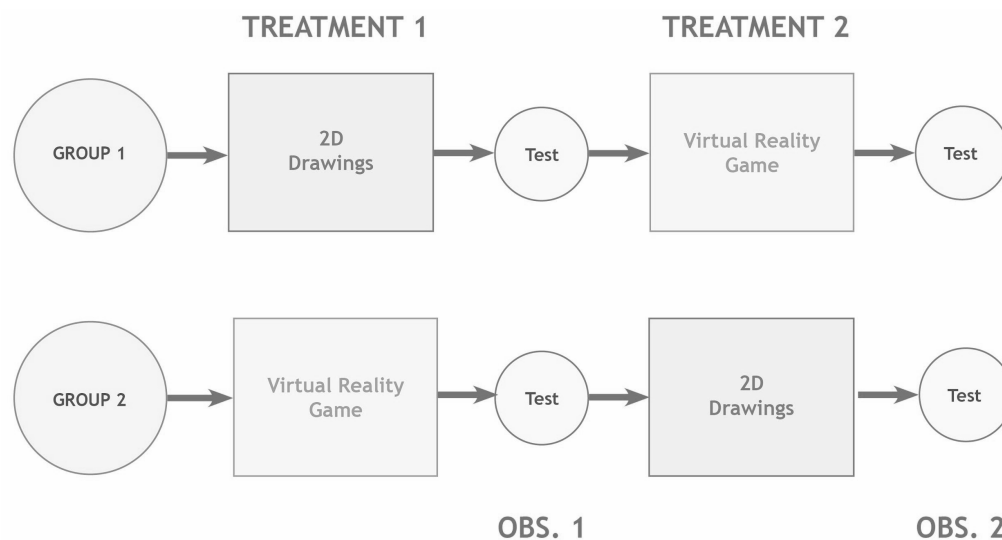 TREATMENT 1
TREATMENT 2
GROUP 1
2D
Drawings
Test
Virtual Reality
Game
Test
GROUP 2
Virtual Reality
Game
Test
2D
Drawings
Test
OBS. 1
OBS. 2